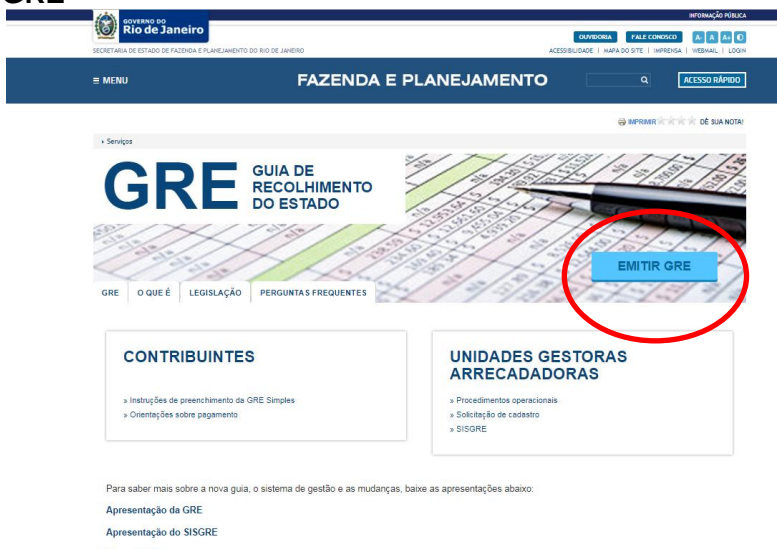 GRE
INFORMAÇÃO PÚBLICA
GOVERNO DO
Rio de Janeiro
OUVIDORIA FALE CONOSCO A- A A+
SECRETARIA DE ESTADO DE FAZENDA E PLANEJAMENTO DO RIO DE JANEIRO
ACESSIBILIDADE | MAPA DO SITE | IMPRENSA | WEBMAIL | LOGIN
≡ MENU FAZENDA E PLANEJAMENTO ACESSO RÁPIDO
IMPRIMIR DÊ SUA NOTA!
Serviços
GRE
GUIA DE
RECOLHIMENTO
DO ESTADO
EMITIR GRE
GRE O QUE É LEGISLAÇÃO PERGUNTAS FREQUENTES
CONTRIBUINTES
» Instruções de preenchimento da GRE Simples
» Orientações sobre pagamento
UNIDADES GESTORAS
ARRECADADORAS
» Procedimentos operacionais
» Solicitação de cadastro
» SISGRE
Para saber mais sobre a nova guia, o sistema de gestão e as mudanças, baixe as apresentações abaixo:
Apresentação da GRE
Apresentação do SISGRE